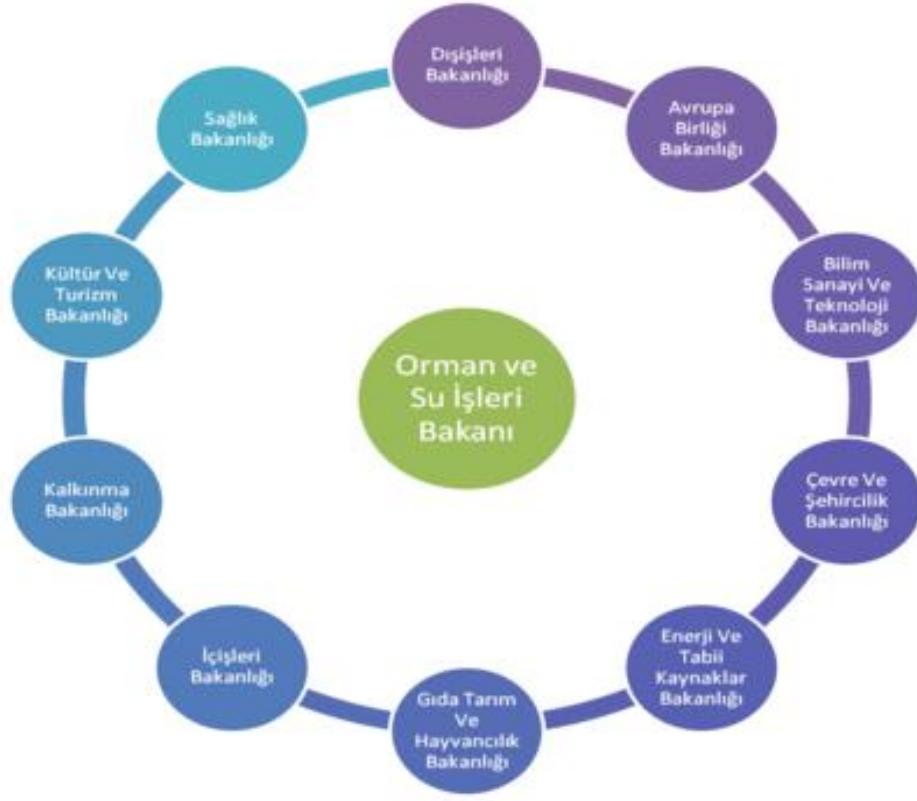 Dışişleri
Bakanlığı
Avrupa
Birliği
Bakanlığı
Bilim
Sanayi Ve
Teknoloji
Bakanlığı
Çevre Ve
Şehircilik
Bakanlığı
Enerji Ve
Tabii
Kaynaklar
Bakanlığı
Gıda Tarım
Ve
Hayvancılık
Bakanlığı
İçişleri
Bakanlığı
Kalkınma
Bakanlığı
Kültür Ve
Turizm
Bakanlığı
Sağlık
Bakanlığı
Orman ve
Su İşleri
Bakanı